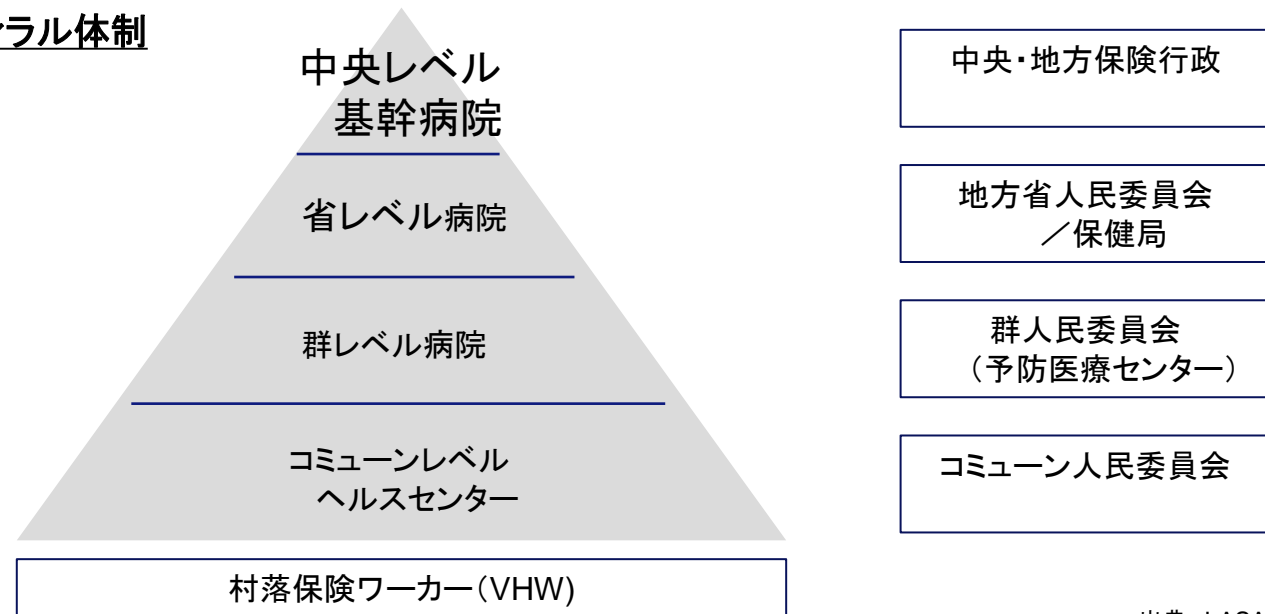 ラル体制
中央レベル
基幹病院
省レベル病院
群レベル病院
コミューンレベル
ヘルスセンター
村落保険ワーカー（VHW)
中央・地方保険行政
地方省人民委員会
／保健局
群人民委員会
（予防医療センター）
コミューン人民委員会